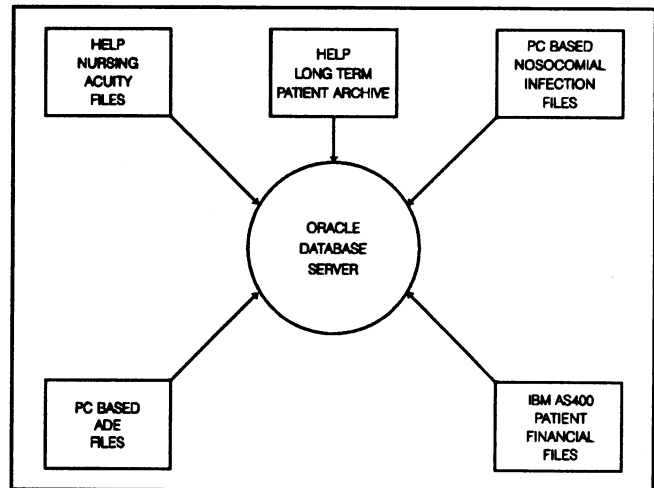 HELP
NURSING
ACUITY
FILES
HELP
LONG TERM
PATIENT ARCHIVE
PC BASED
NOSOCOMIAL
INFECTION
FILES
ORACLE
DATABASE
SERVER
PC BASED
ADE
FILES
IBM AS400
PATIENT
FINANCIAL
FILES